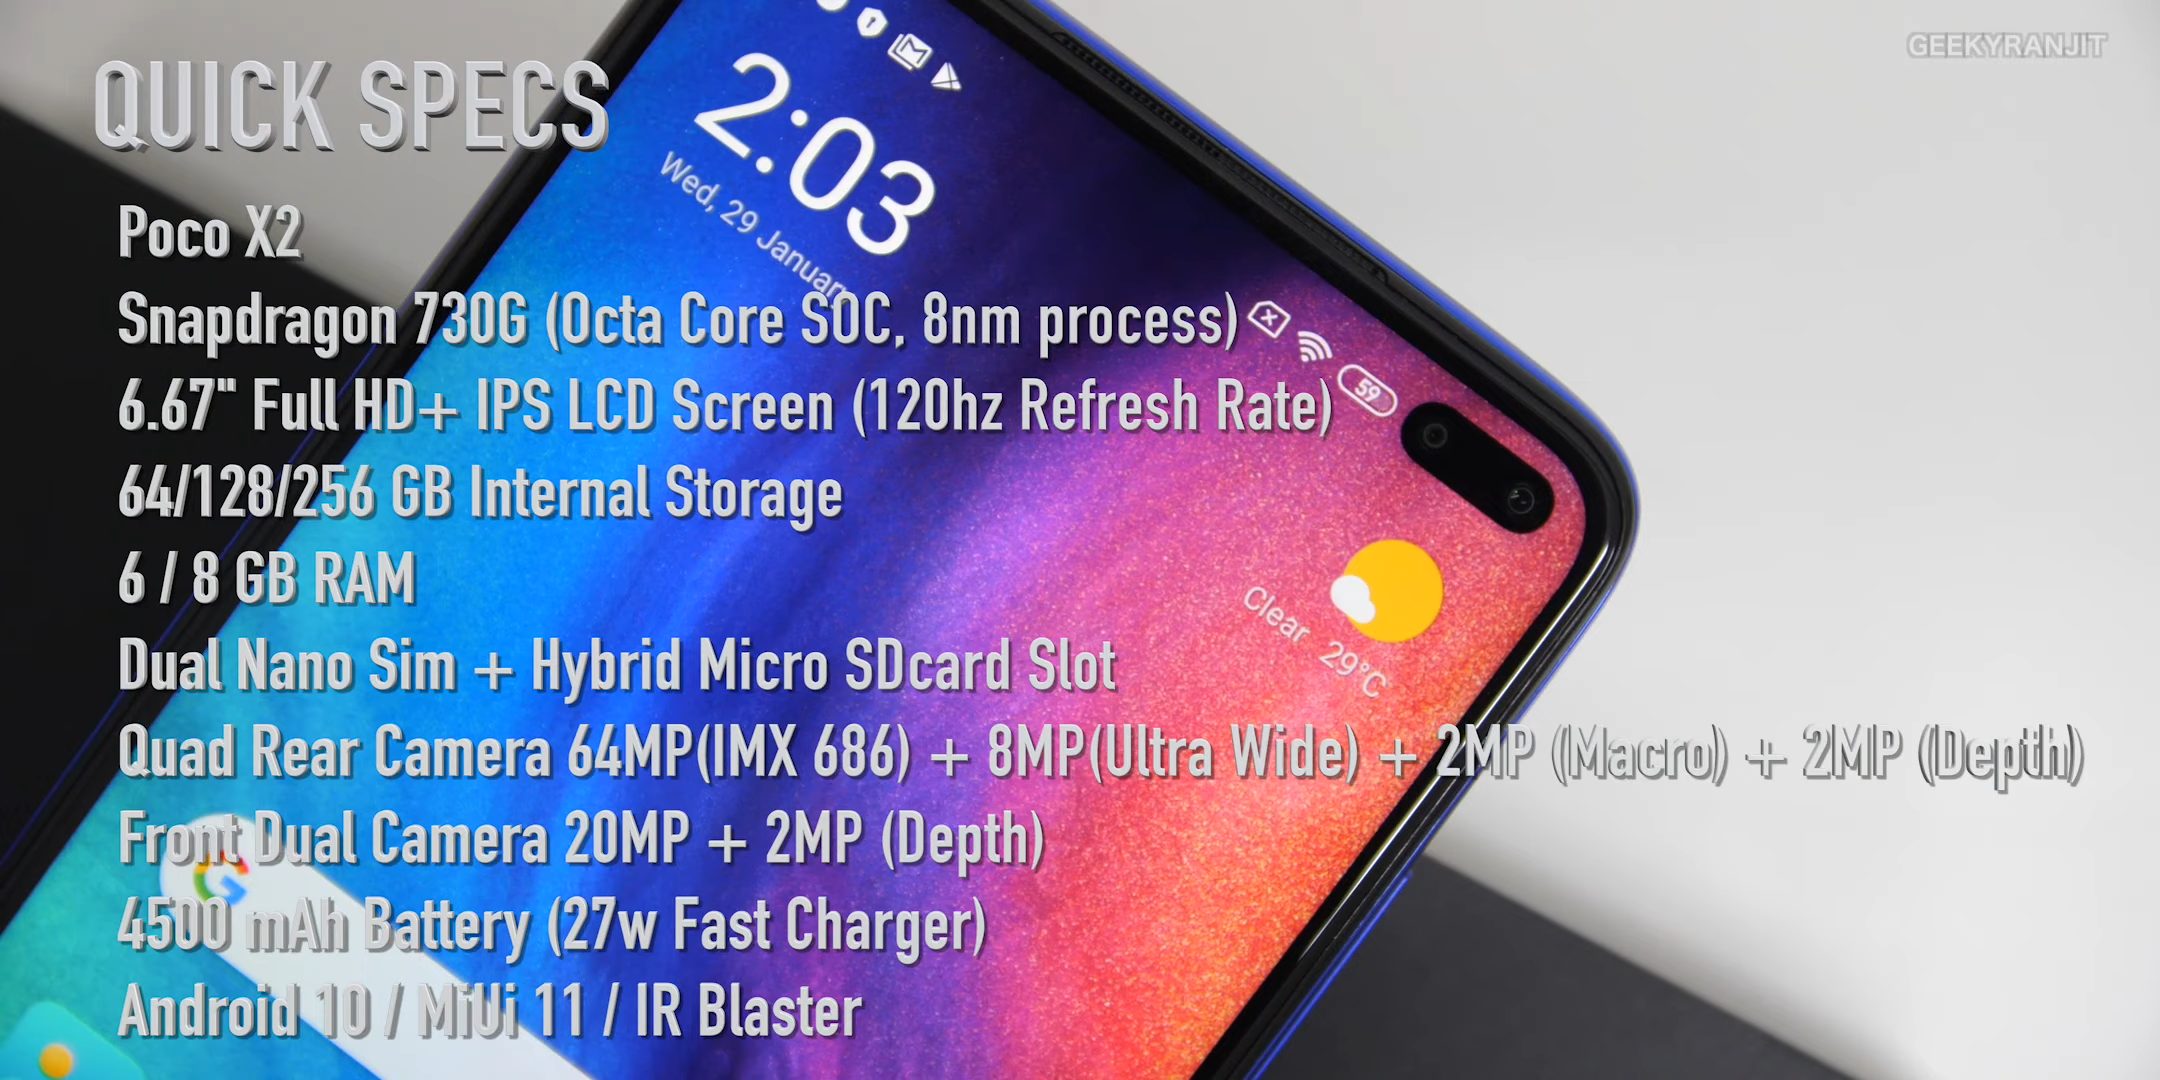 GEEKYRANJIT
QUICK SPECS
2:03
Wed, 29 January
Poco X2
Snapdragon 730G (Octa Core SOC, 8nm process)
59
6.67" Full HD+ IPS LCD Screen (120hz Refresh Rate)
64/128/256 GB Internal Storage
6 / 8 GB RAM
Clear 29°C
Dual Nano Sim + Hybrid Micro SDcard Slot
Quad Rear Camera 64MP(IMX 686) + 8MP(Ultra Wide) + 2MP (Macro) + 2MP (Depth)
Front Dual Camera 20MP + 2MP (Depth)
4500 mAh Battery (27w Fast Charger)
Android 10 / MiUi 11 / IR Blaster